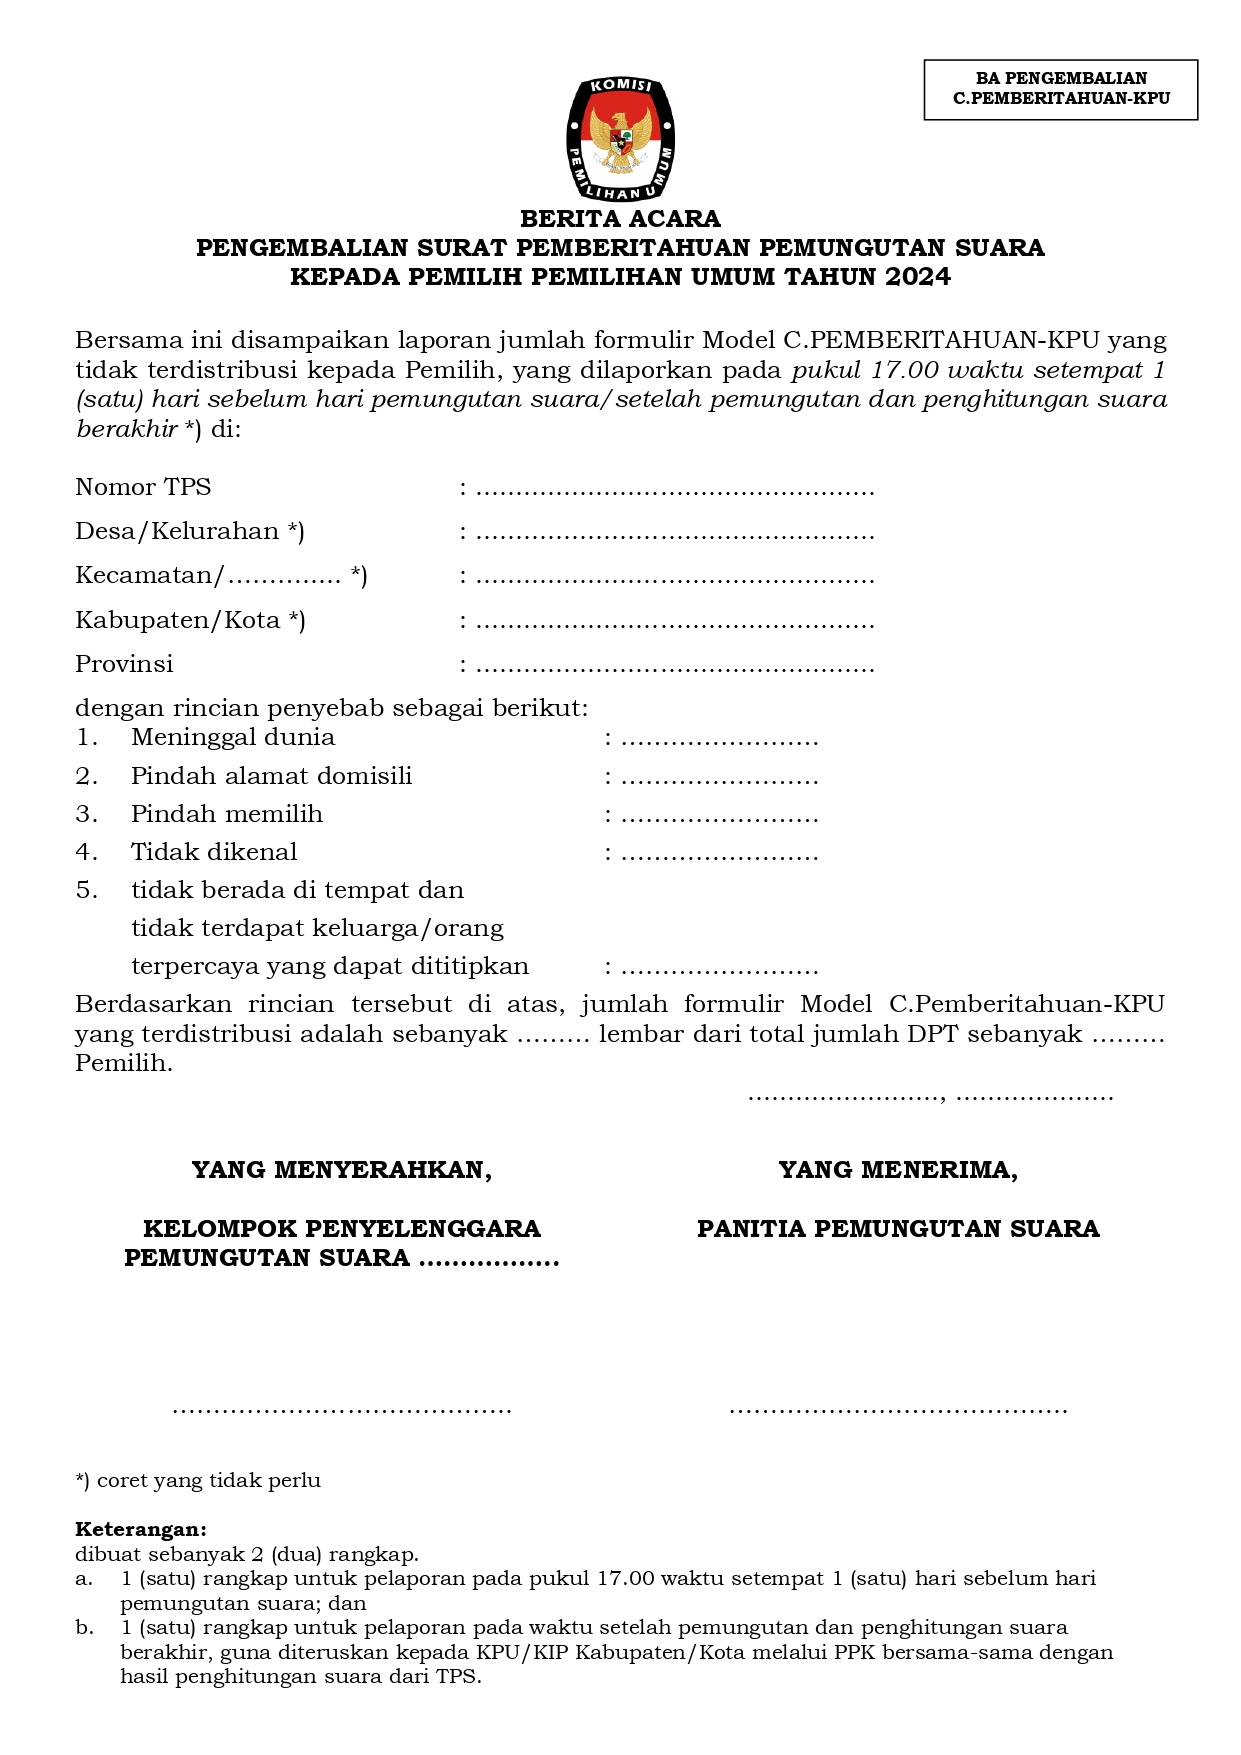 BA PENGEMBALIAN
C.PEMBERITAHUAN-KPU
KOMISI
PEMILIHAN UMUM
BERITA ACARA
PENGEMBALIAN SURAT PEMBERITAHUAN PEMUNGUTAN SUARA
KEPADA PEMILIH PEMILIHAN UMUM TAHUN 2024
Bersama ini disampaikan laporan jumlah formulir Model C.PEMBERITAHUAN-KPU yang
tidak terdistribusi kepada Pemilih, yang dilaporkan pada pukul 17.00 waktu setempat 1
(satu) hari sebelum hari pemungutan suara/setelah pemungutan dan penghitungan suara
berakhir *) di:
Nomor TPS : ..................................................
Desa/Kelurahan *) : ..................................................
Kecamatan/.............. *) : ..................................................
Kabupaten/Kota *) : ..................................................
Provinsi : ..................................................
dengan rincian penyebab sebagai berikut:
1. Meninggal dunia : ........................
2. Pindah alamat domisili : ........................
3. Pindah memilih : ........................
4. Tidak dikenal : ........................
5. tidak berada di tempat dan
tidak terdapat keluarga/orang
terpercaya yang dapat dititipkan : ........................
Berdasarkan rincian tersebut di atas, jumlah formulir Model C.Pemberitahuan-KPU
yang terdistribusi adalah sebanyak ......... lembar dari total jumlah DPT sebanyak .........
Pemilih.
........................, ....................
YANG MENYERAHKAN, YANG MENERIMA,
KELOMPOK PENYELENGGARA PANITIA PEMUNGUTAN SUARA
PEMUNGUTAN SUARA .................
......................................... .........................................
*) coret yang tidak perlu
Keterangan:
dibuat sebanyak 2 (dua) rangkap.
a. 1 (satu) rangkap untuk pelaporan pada pukul 17.00 waktu setempat 1 (satu) hari sebelum hari
pemungutan suara; dan
b. 1 (satu) rangkap untuk pelaporan pada waktu setelah pemungutan dan penghitungan suara
berakhir, guna diteruskan kepada KPU/KIP Kabupaten/Kota melalui PPK bersama-sama dengan
hasil penghitungan suara dari TPS.